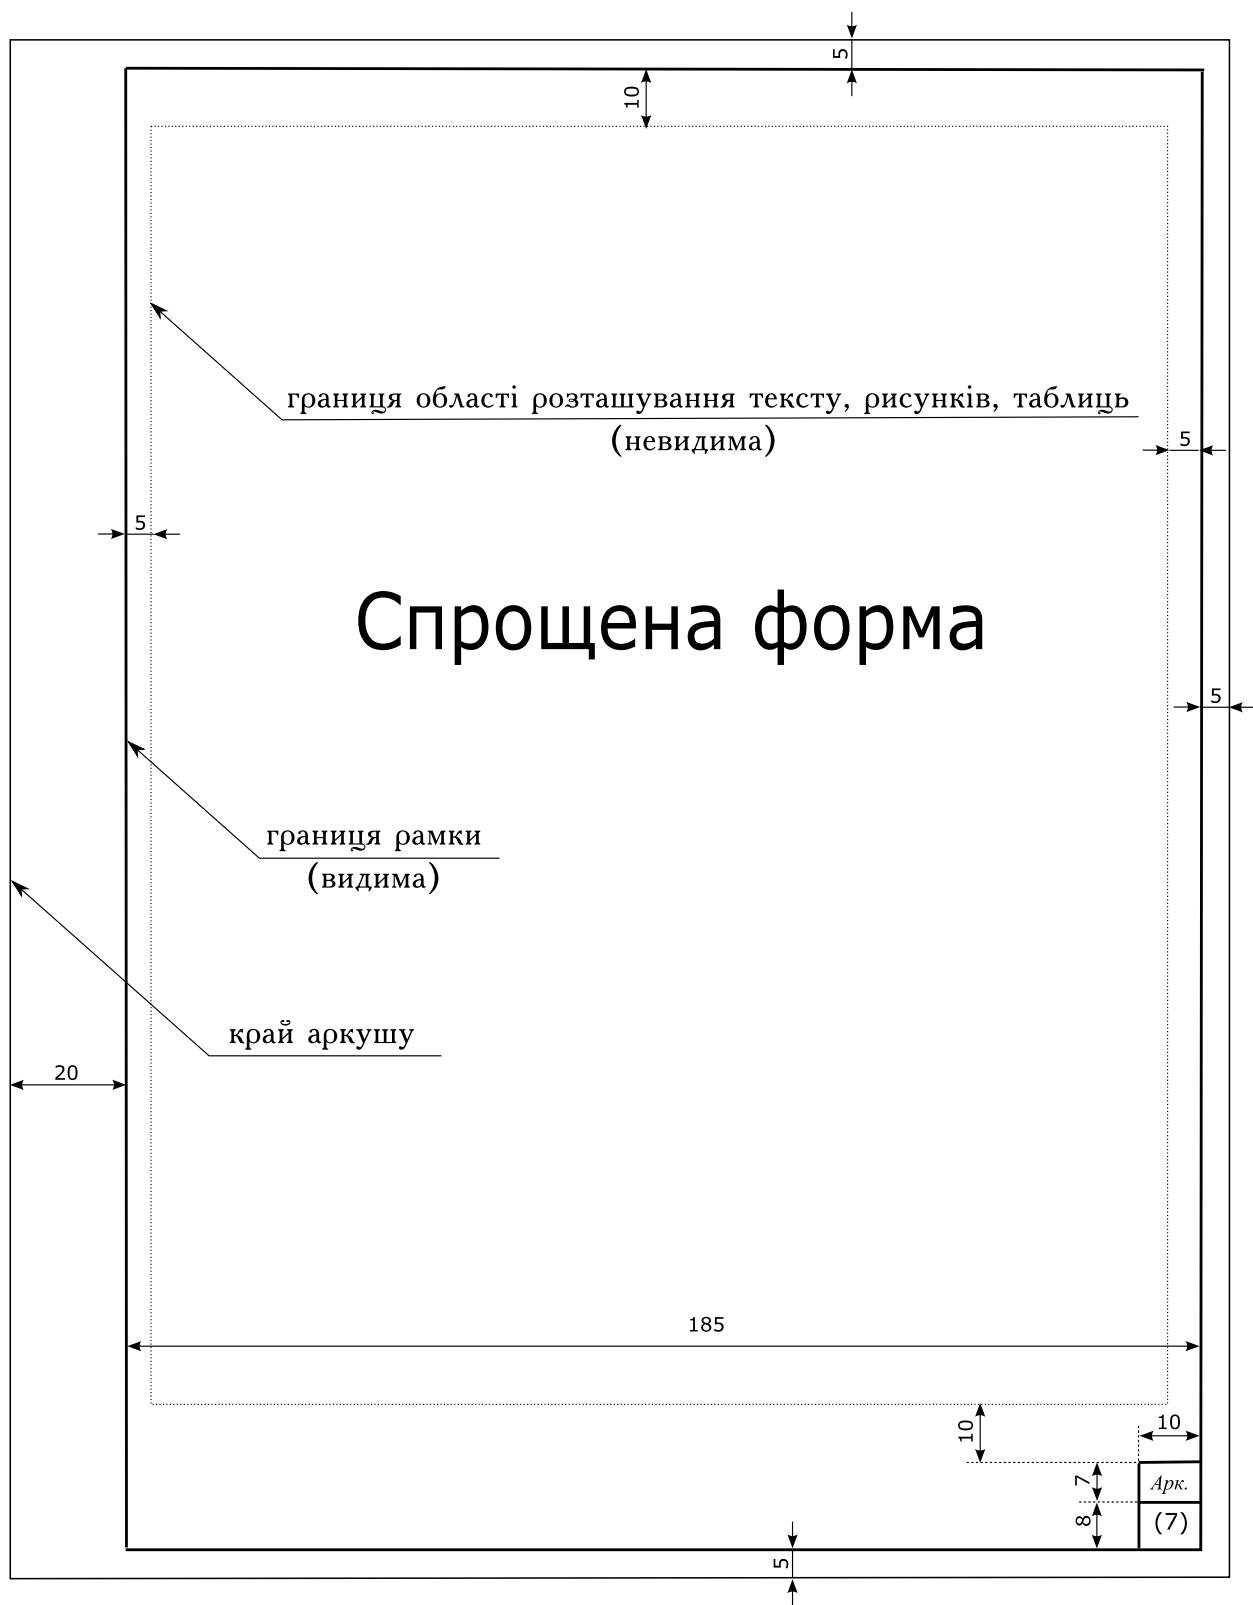 5
10
границя області розташування тексту, рисунків, таблиць
(невидима)
5
5
Спрощена форма
5
границя рамки
(видима)
край аркушу
20
185
10
10
7
Арк.
8
(7)
5